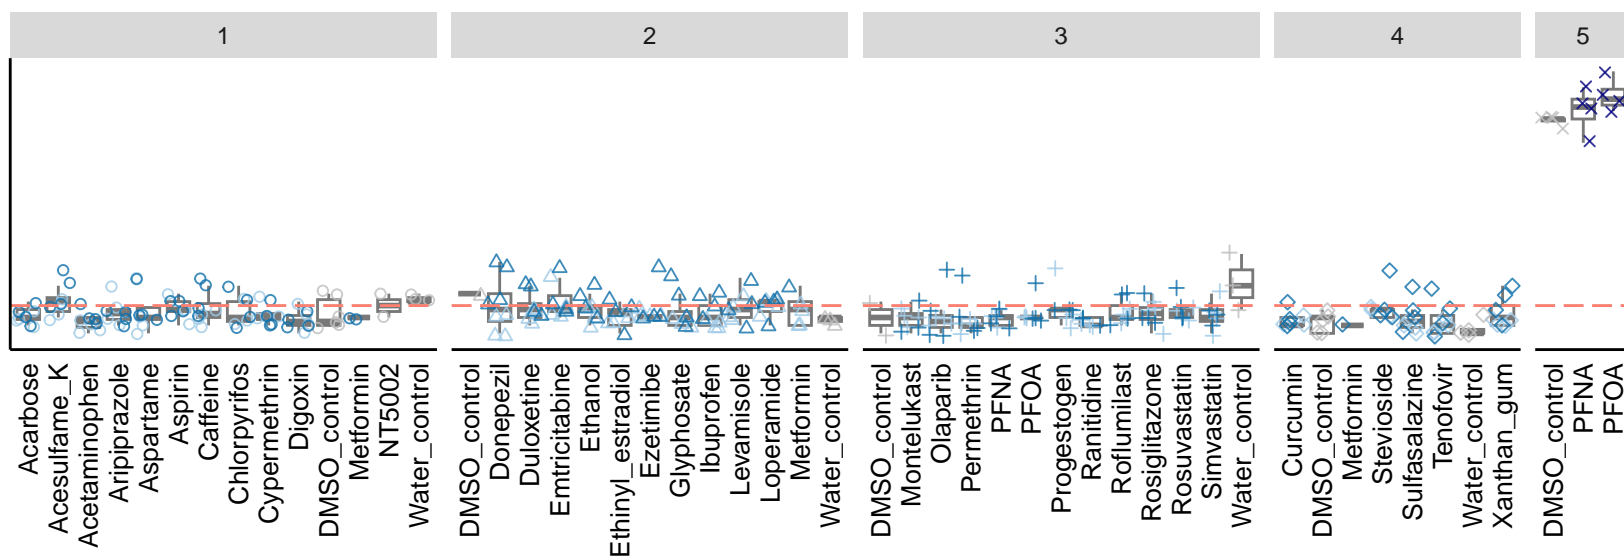 1
2
3
4
5
Acarbose
Acesulfame_K
Acetaminophen
Aripiprazole
Aspartame
Aspirin
Caffeine
Chlorpyrifos
Cypermethrin
Digoxin
DMSO_control
Metformin
NT5002
Water_control
DMSO_control
Donepezil
Duloxetine
Emtricitabine
Ethanol
Ethinyl_estradiol
Ezetimibe
Glyphosate
Ibuprofen
Levamisole
Loperamide
Metformin
Water_control
DMSO_control
Montelukast
Olaparib
Permethrin
PFNA
PFOA
Progestogen
Ranitidine
Roflumilast
Rosiglitazone
Rosuvastatin
Simvastatin
Water_control
Curcumin
DMSO_control
Metformin
Stevioside
Sulfasalazine
Tenofovir
Water_control
Xanthan_gum
DMSO_control
PFNA
PFOA